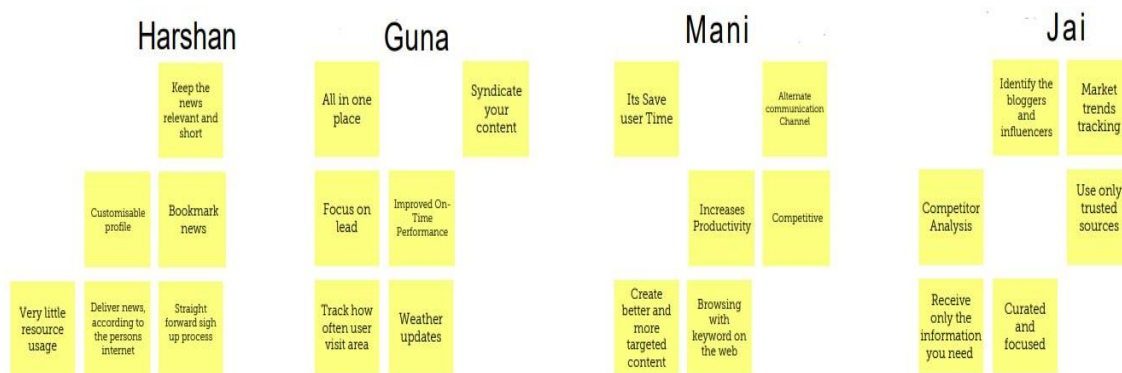 Harshan
Guna
Mani
Jai
Keep the
news
relevant and
short
Customisable
profile
Bookmark
news
Very little
resource
usage
Deliver news,
according to
the persons
internet
Straight
forward sigh
up process
All in one
place
Syndicate
your
content
Focus on
lead
Improved On-
Time
Performance
Track how
often user
visit area
Weather
updates
Its Save
user Time
Alternate
communication
Channel
Increases
Productivity
Competitive
Create
better and
more
targeted
content
Browsing
with
keyword on
the web
Identify the
bloggers
and
influencers
Market
trends
tracking
Competitor
Analysis
Use only
trusted
sources
Receive
only the
information
you need
Curated
and
focused